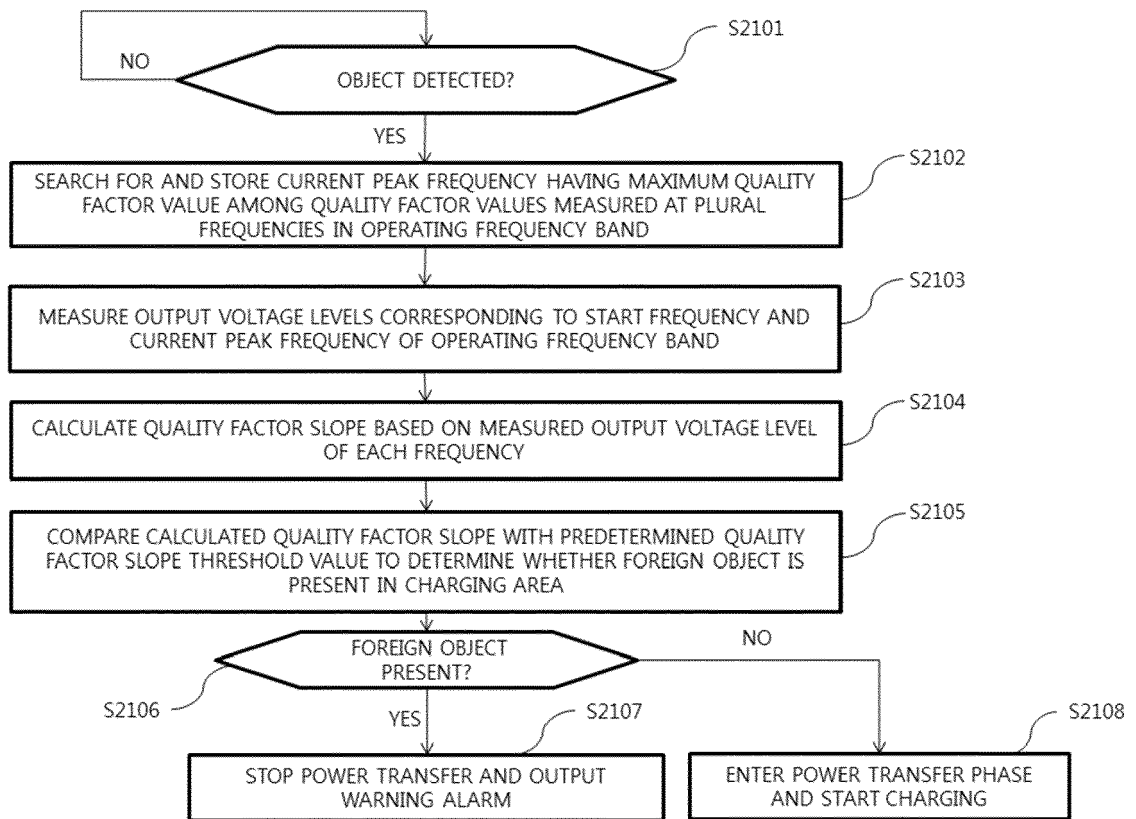 S2101
NO
OBJECT DETECTED?
YES
S2102
SEARCH FOR AND STORE CURRENT PEAK FREQUENCY HAVING MAXIMUM QUALITY
FACTOR VALUE AMONG QUALITY FACTOR VALUES MEASURED AT PLURAL
FREQUENCIES IN OPERATING FREQUENCY BAND
S2103
MEASURE OUTPUT VOLTAGE LEVELS CORRESPONDING TO START FREQUENCY AND
CURRENT PEAK FREQUENCY OF OPERATING FREQUENCY BAND
S2104
CALCULATE QUALITY FACTOR SLOPE BASED ON MEASURED OUTPUT VOLTAGE LEVEL
OF EACH FREQUENCY
S2105
COMPARE CALCULATED QUALITY FACTOR SLOPE WITH PREDETERMINED QUALITY
FACTOR SLOPE THRESHOLD VALUE TO DETERMINE WHETHER FOREIGN OBJECT IS
PRESENT IN CHARGING AREA
NO
FOREIGN OBJECT
PRESENT?
S2106
YES
S2107
S2108
STOP POWER TRANSFER AND OUTPUT
WARNING ALARM
ENTER POWER TRANSFER PHASE
AND START CHARGING